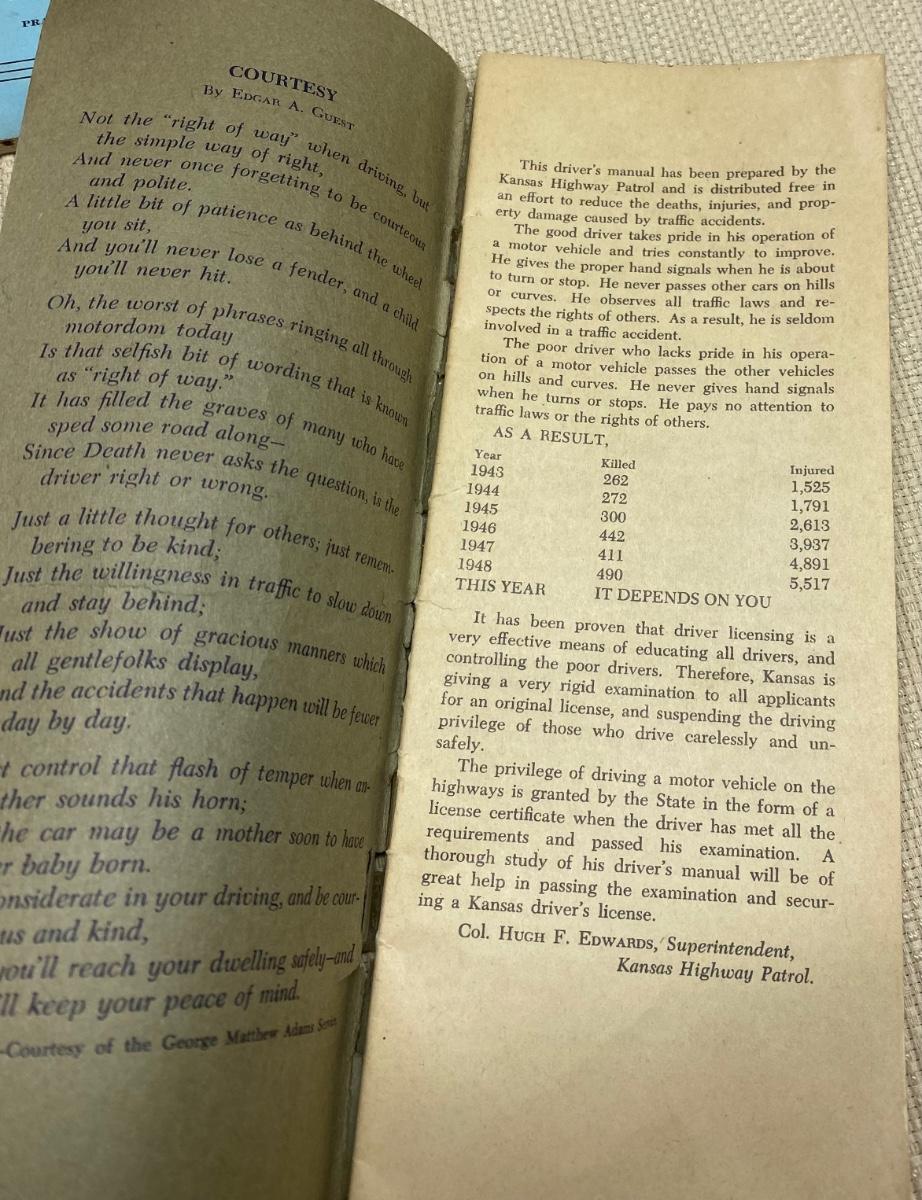 PR
COURTESY
By EDGAR A. GUEST
Not the "right of way" when driving, but
the simple way of right,
And never once forgetting to be courteous
and polite.
A little bit of patience as behind the wheel
you sit,
And you'll never lose a fender, and a child
you'll never hit.
Oh, the worst of phrases ringing all through
motordom today
Is that selfish bit of wording that is known
as "right of way."
It has filled the graves of many who have
sped some road along—
Since Death never asks the question, is the
driver right or wrong.
Just a little thought for others; just remem-
bering to be kind;
Just the willingness in traffic to slow down
and stay behind;
Just the show of gracious manners which
all gentlefolks display,
nd the accidents that happen will be fewer
day by day.
t control that flash of temper when an-
ther sounds his horn;
he car may be a mother soon to have
r baby born.
onsiderate in your driving, and be cour-
us and kind,
you'll reach your dwelling safely—and
'll keep your peace of mind.
—Courtesy of the George Matthew Adams
This driver's manual has been prepared by the
Kansas Highway Patrol and is distributed free in
an effort to reduce the deaths, injuries, and prop-
erty damage caused by traffic accidents.
The good driver takes pride in his operation of
a motor vehicle and tries constantly to improve.
He gives the proper hand signals when he is about
to turn or stop. He never passes other cars on hills
or curves. He observes all traffic laws and re-
spects the rights of others. As a result, he is seldom
involved in a traffic accident.
The poor driver who lacks pride in his opera-
tion of a motor vehicle passes the other vehicles
on hills and curves. He never gives hand signals
when he turns or stops. He pays no attention to
traffic laws or the rights of others.
AS A RESULT,
Year Killed Injured
1943 262 1,525
1944 272 1,791
1945 300 2,613
1946 442 3,937
1947 411 4,891
1948 490 5,517
THIS YEAR IT DEPENDS ON YOU
It has been proven that driver licensing is a
very effective means of educating all drivers, and
controlling the poor drivers. Therefore, Kansas is
giving a very rigid examination to all applicants
for an original license, and suspending the driving
privilege of those who drive carelessly and un-
safely.
The privilege of driving a motor vehicle on the
highways is granted by the State in the form of a
license certificate when the driver has met all the
requirements and passed his examination. A
thorough study of his driver's manual will be of
great help in passing the examination and secur-
ing a Kansas driver's license.
Col. HUGH F. EDWARDS, Superintendent,
Kansas Highway Patrol.